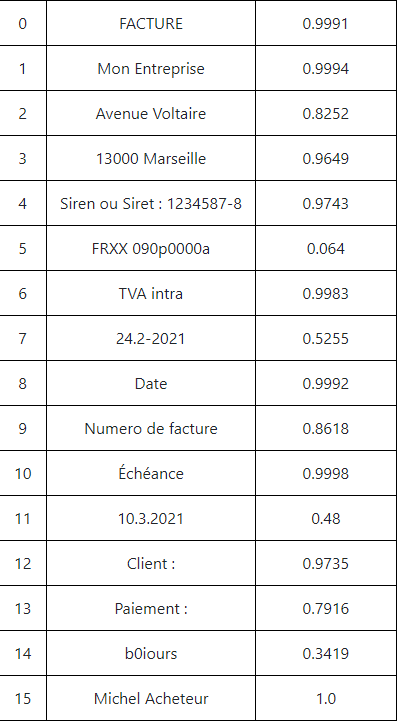 0 FACTURE 0.9991
1 Mon Entreprise 0.9994
2 Avenue Voltaire 0.8252
3 13000 Marseille 0.9649
4 Siren ou Siret : 1234587-8 0.9743
5 FRXX 090p0000a 0.064
6 TVA intra 0.9983
7 24.2-2021 0.5255
8 Date 0.9992
9 Numero de facture 0.8618
10 Échéance 0.9998
11 10.3.2021 0.48
12 Client : 0.9735
13 Paiement : 0.7916
14 b0iours 0.3419
15 Michel Acheteur 1.0